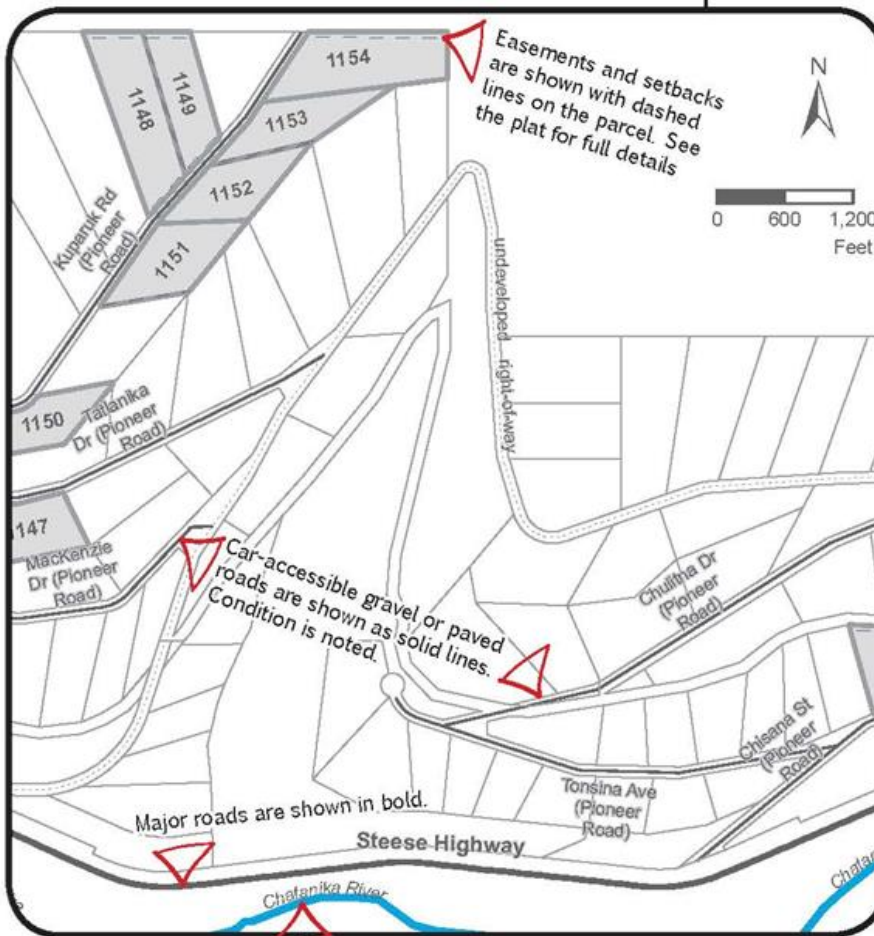 1154
1148
1149
1153
1152
1151
Easements and setbacks
are shown with dashed
lines on the parcel. See
the plat for full details
N
0 600 1,200
Feet
Kuparuk Rd
(Pioneer
Road)
undeveloped right-of-way
1150
Tatlanika
Dr (Pioneer
Road)
147
MacKenzie
Dr (Pioneer
Road)
Car-accessible gravel or paved
roads are shown as solid lines.
Condition is noted.
Chulitna Dr
(Pioneer
Road)
Chisana St
(Pioneer
Road)
Tonsina Ave
(Pioneer
Road)
Major roads are shown in bold.
Steese Highway
Chatanika River
Chatan